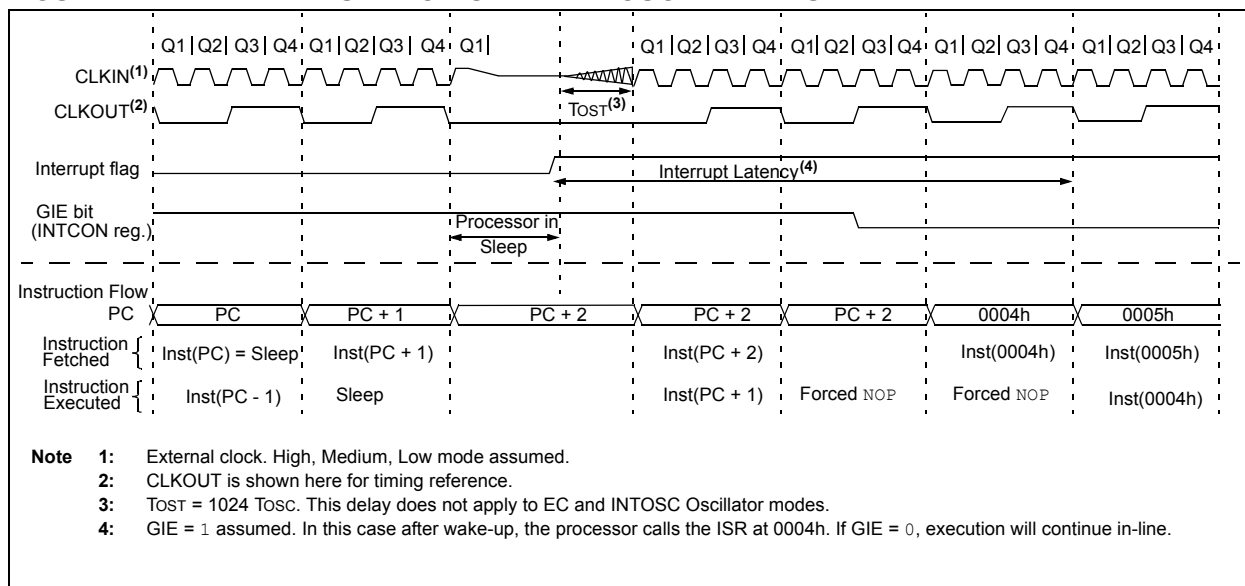 Q1 | Q2 | Q3 | Q4 Q1 | Q2 | Q3 | Q4 Q1 | Q1 | Q2 | Q3 | Q4 Q1 | Q2 | Q3 | Q4 Q1 | Q2 | Q3 | Q4 Q1 | Q2 | Q3 | Q4
CLKIN(1)
CLKOUT(2)
TOST(3)
Interrupt flag
Interrupt Latency(4)
GIE bit
(INTCON reg.)
Processor in
Sleep
Instruction Flow
PC PC PC + 1 PC + 2 PC + 2 PC + 2 0004h 0005h
Instruction
Fetched
Inst(PC) = Sleep Inst(PC + 1) Inst(PC + 2) Inst(0004h) Inst(0005h)
Instruction
Executed
Inst(PC - 1) Sleep Inst(PC + 1) Forced NOP Forced NOP Inst(0004h)
Note 1: External clock. High, Medium, Low mode assumed.
2: CLKOUT is shown here for timing reference.
3: TOST = 1024 TOSC. This delay does not apply to EC and INTOSC Oscillator modes.
4: GIE = 1 assumed. In this case after wake-up, the processor calls the ISR at 0004h. If GIE = 0, execution will continue in-line.